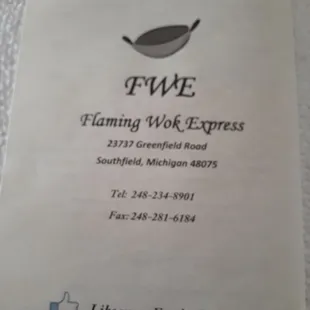 FWE
Flaming Wok Express
23737 Greenfield Road
Southfield, Michigan 48075
Tel: 248-234-8901
Fax: 248-281-6184